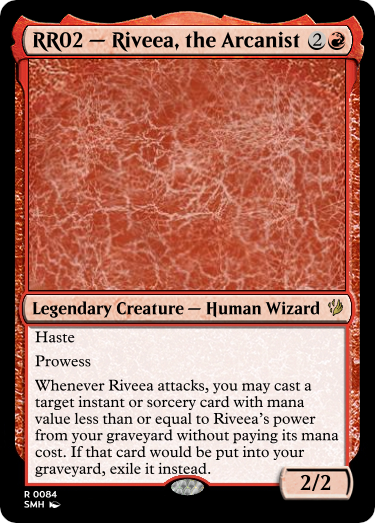 RR02 — Riveea, the Arcanist 2
Legendary Creature — Human Wizard
Haste
Prowess
Whenever Riveea attacks, you may cast a
target instant or sorcery card with mana
value less than or equal to Riveea's power
from your graveyard without paying its mana
cost. If that card would be put into your
graveyard, exile it instead.
2/2
R 0084
SMH